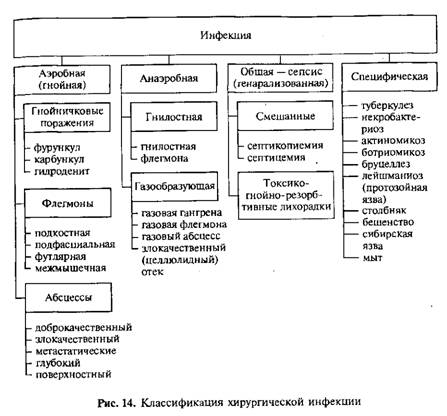 Инфекция
Аэробная
(гнойная)
Гнойничковые
поражения
фурункул
карбункул
гидроденит
Флегмоны
подкостная
подфасциальная
футлярная
межмышечная
Абсцессы
доброкачественный
злокачественный
метастатические
глубокий
поверхностный
Анаэробная
Гнилостная
гнилостная
флегмона
Газообразующая
газовая гангрена
газовая флегмона
газовый абсцесс
злокачественный
(целлюлидный)
отек
Общая — сепсис
(генарализованная)
Смешанные
септикопиемия
септицемия
Токсико-
гнойно-резорб-
тивные лихорадки
Специфическая
туберкулез
некробакте-
риоз
актиномикоз
ботриомикоз
бруцеллез
лейшманиоз
(протозойная
язва)
столбняк
бешенство
сибирская
язва
мыт
Рис. 14. Классификация хирургической инфекции